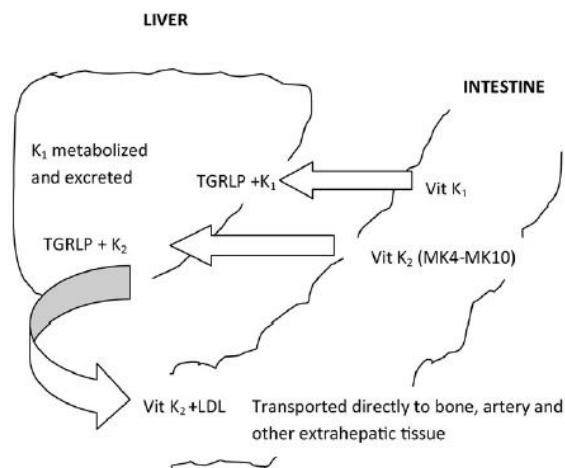 LIVER
INTESTINE
K₁ metabolized
and excreted
TGRLP +K₁
Vit K₁
TGRLP + K₂
Vit K₂ (MK4-MK10)
Vit K₂ +LDL
Transported directly to bone, artery and
other extrahepatic tissue